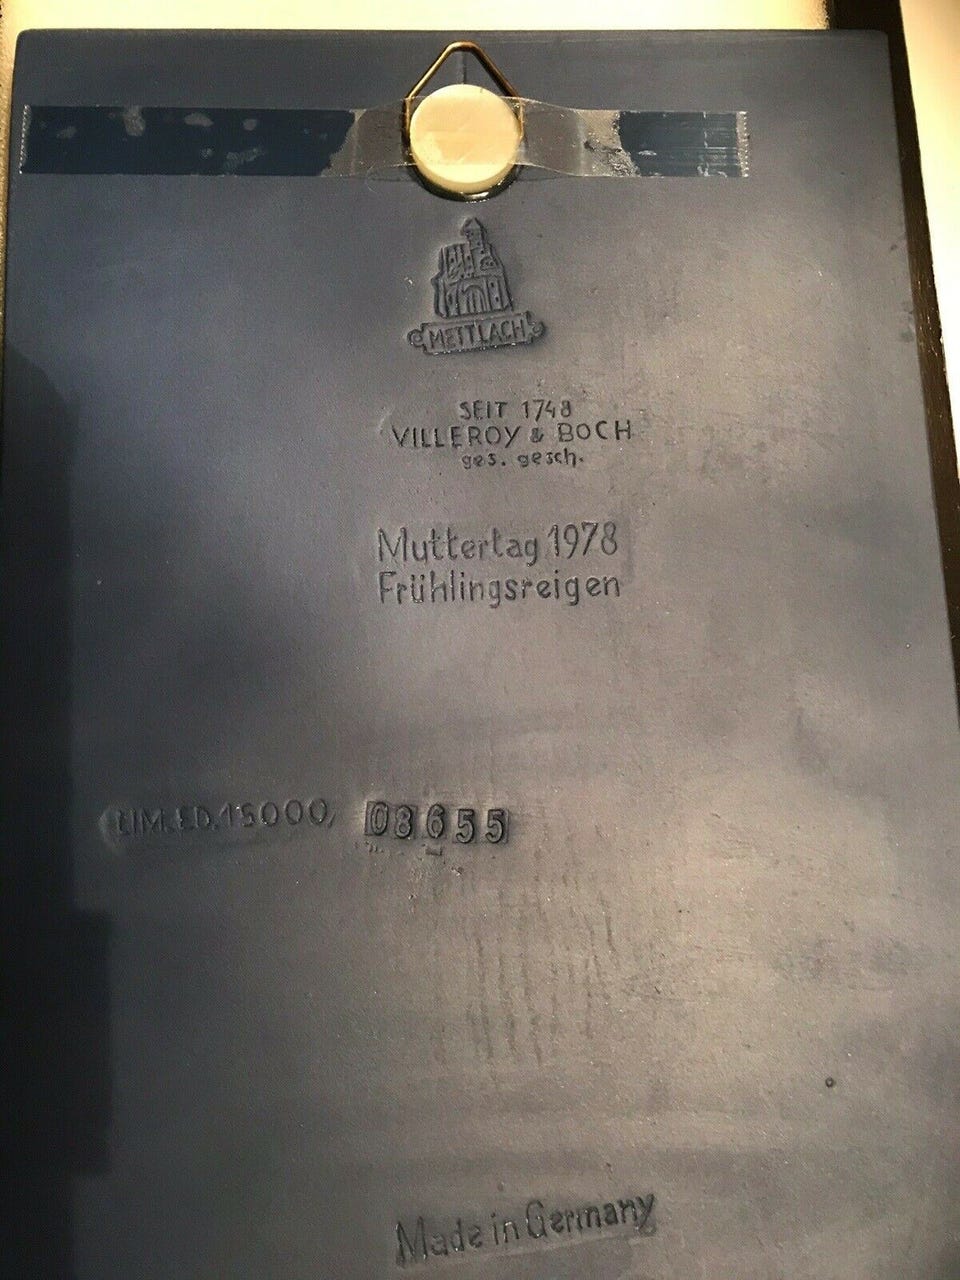 METTLACH
SEIT 1748
VILLEROY & BOCH
ges. gesch.
Muttertag 1978
Frühlingsreigen
LIM. ED. 15000/ 08655
Made in Germany